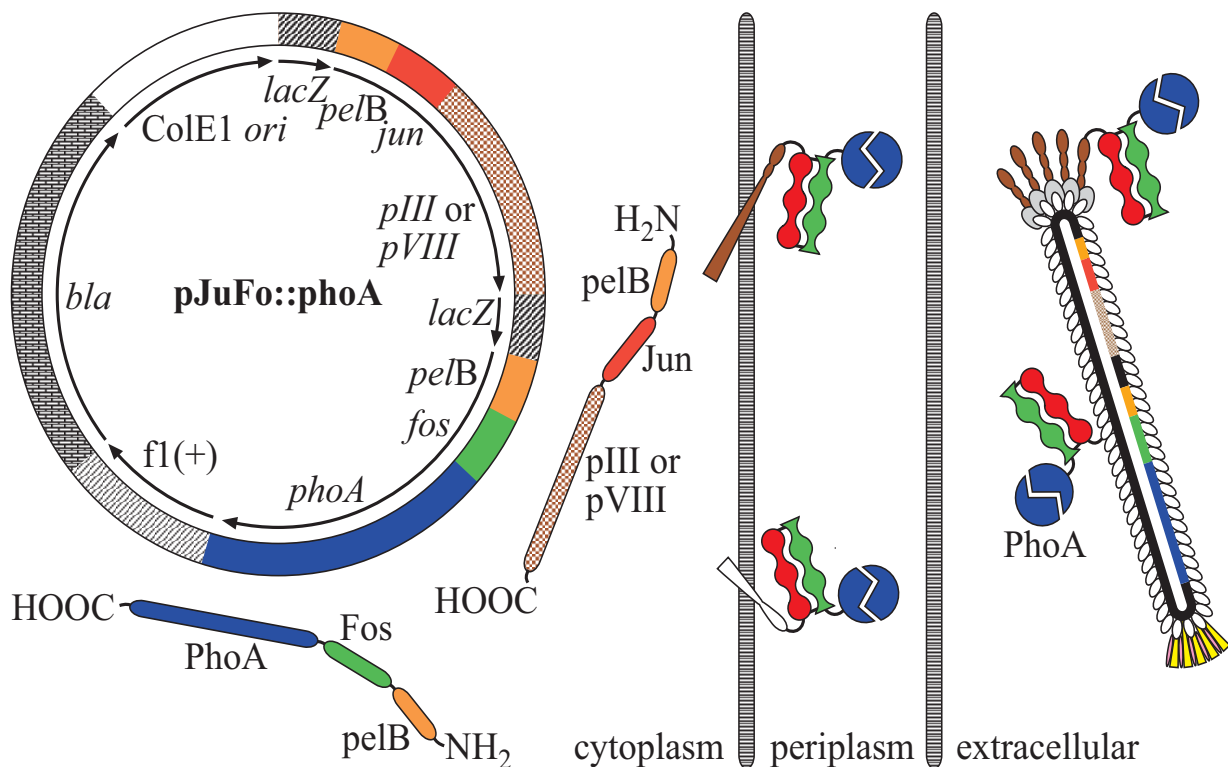 lacZ
pelB
jun
ColE1 ori
pIII or
pVIII
bla
pJuFo::phoA
lacZ
pelB
fos
f1(+)
phoA
H2N
pelB
Jun
pIII or
pVIII
HOOC
HOOC
PhoA
Fos
pelB
NH2
PhoA
cytoplasm
periplasm
extracellular